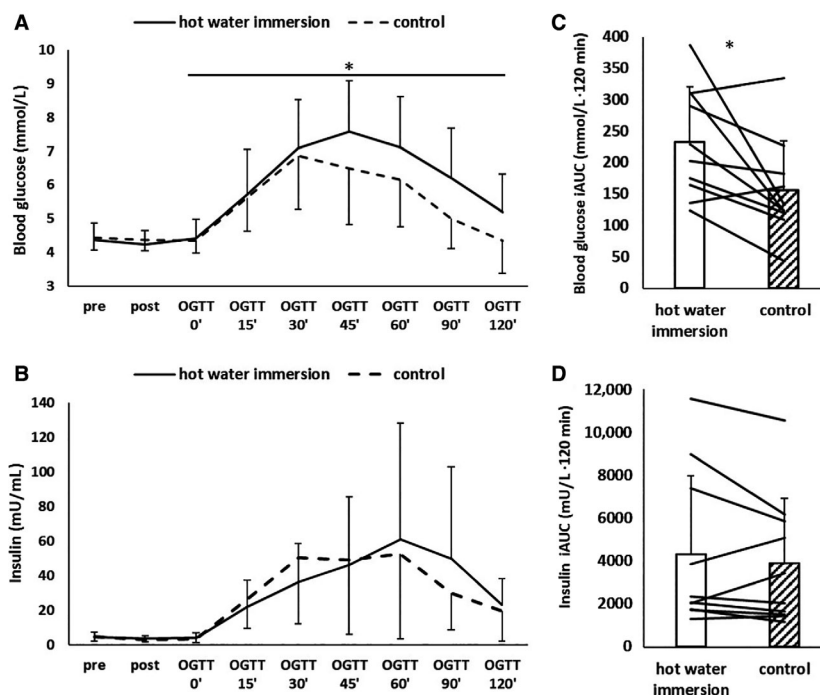 A
hot water immersion
control
*
Blood glucose (mmol/L)
10
9
8
7
6
5
4
3
pre
post
OGTT 0'
OGTT 15'
OGTT 30'
OGTT 45'
OGTT 60'
OGTT 90'
OGTT 120'
C
*
Blood glucose iAUC (mmol/L·120 min)
400
350
300
250
200
150
100
50
0
hot water
immersion
control
B
hot water immersion
control
Insulin (mU/mL)
140
120
100
80
60
40
20
0
pre
post
OGTT 0'
OGTT 15'
OGTT 30'
OGTT 45'
OGTT 60'
OGTT 90'
OGTT 120'
D
Insulin iAUC (mU/L·120 min)
12,000
10,000
8000
6000
4000
2000
0
hot water
immersion
control